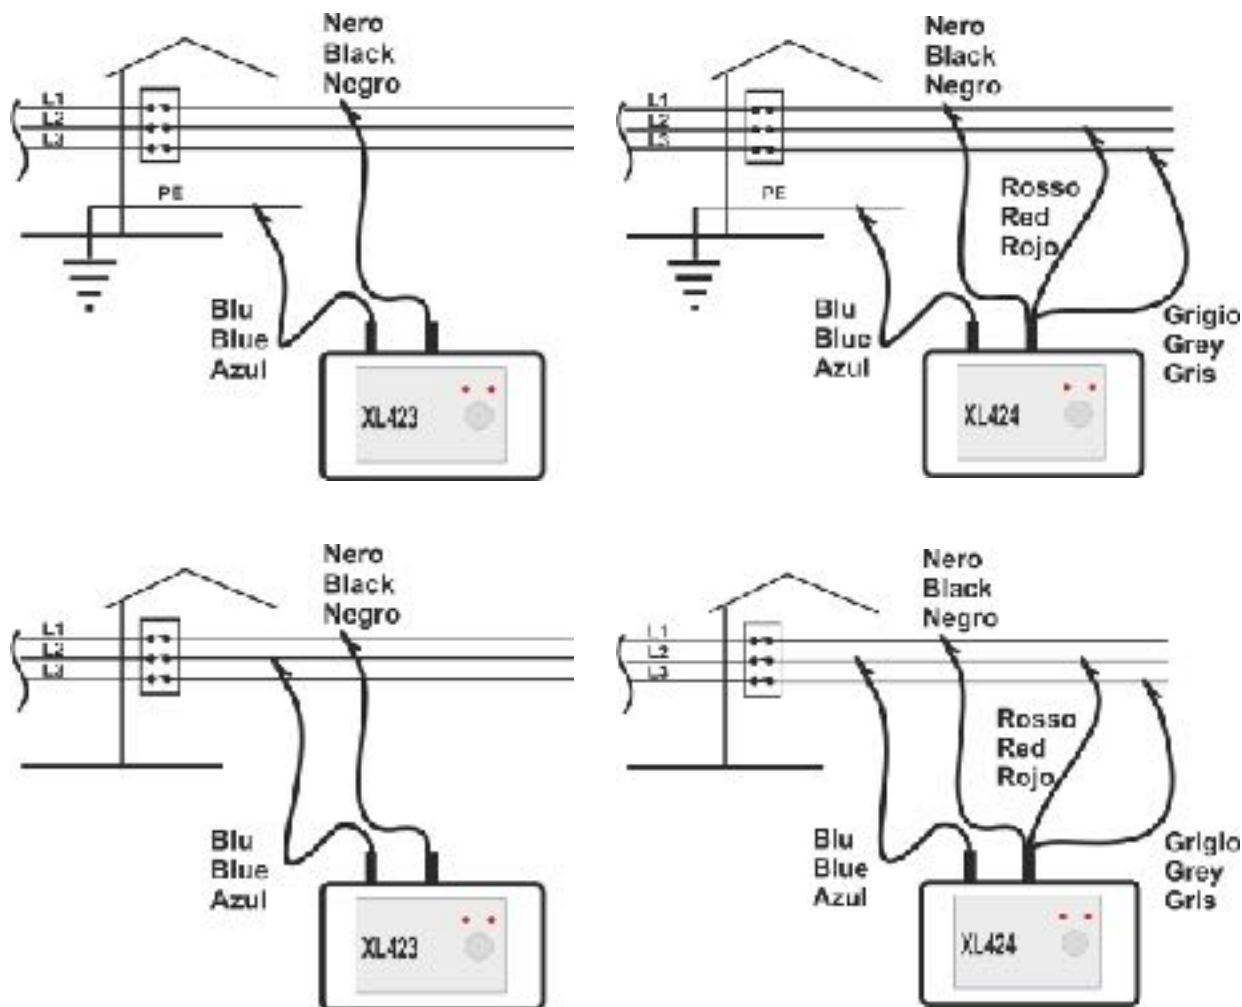 Nero
Black
Negro
L1
L2
L3
PE
Blu
Blue
Azul
XL423
Nero
Black
Negro
L1
L2
L3
PE
Rosso
Red
Rojo
Blu
Blue
Azul
Grigio
Grey
Gris
XL424
Nero
Black
Negro
L1
L2
L3
Blu
Blue
Azul
XL423
Nero
Black
Negro
L1
L2
L3
Rosso
Red
Rojo
Blu
Blue
Azul
Grigio
Grey
Gris
XL424